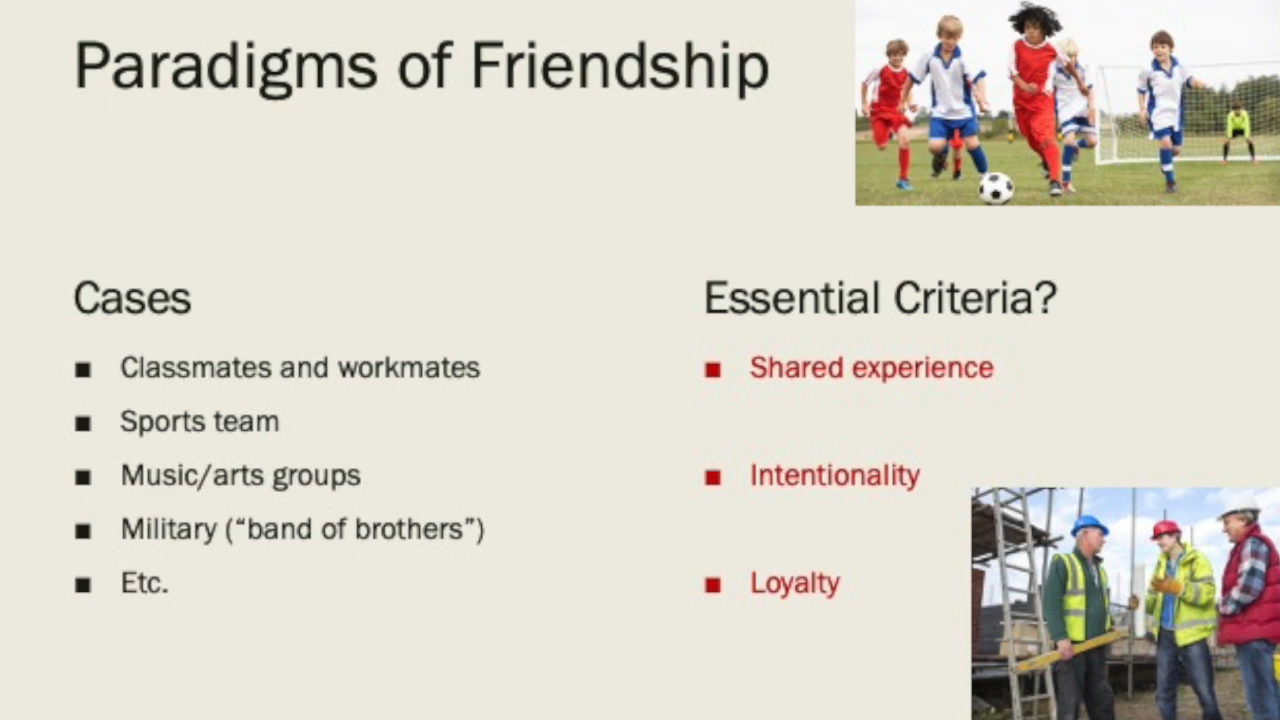 Paradigms of Friendship
Cases
Classmates and workmates
Sports team
Music/arts groups
Military (“band of brothers”)
Etc.
Essential Criteria?
Shared experience
Intentionality
Loyalty